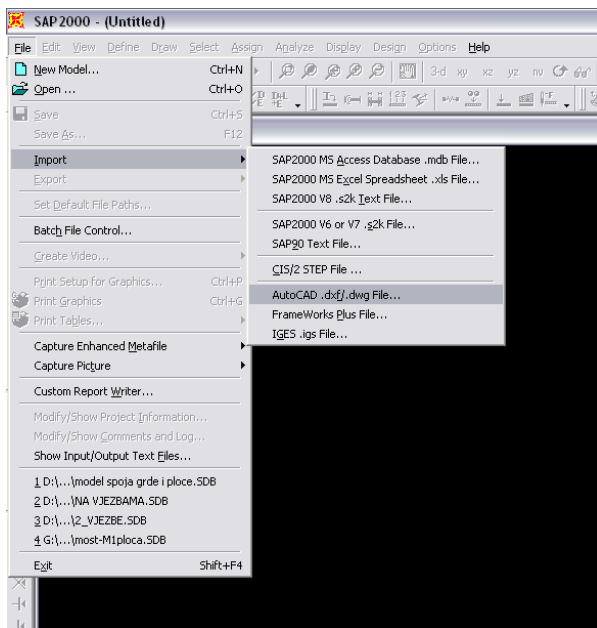 SAP2000 - (Untitled)
File Edit View Define Draw Select Assign Analyze Display Design Options Help
New Model... Ctrl+N
3-d xy xz yz nv
Open ... Ctrl+O
Save Ctrl+S
Save As... F12
Import
Export
Set Default File Paths...
Batch File Control...
Create Video...
Print Setup for Graphics... Ctrl+P
Print Graphics Ctrl+G
Print Tables...
Capture Enhanced Metafile
Capture Picture
Custom Report Writer...
Modify/Show Project Information...
Modify/Show Comments and Log...
Show Input/Output Text Files...
1 D:\...\model spoja grde i ploce.SDB
2 D:\...\NA VJEZBAMA.SDB
3 D:\...\2_VJEZBE.SDB
4 G:\...\most-M1ploca.SDB
Exit Shift+F4
SAP2000 MS Access Database .mdb File...
SAP2000 MS Excel Spreadsheet .xls File...
SAP2000 V8 .s2k Text File...
SAP2000 V6 or V7 .s2k File...
SAP90 Text File...
CIS/2 STEP File ...
AutoCAD .dxf/.dwg File...
FrameWorks Plus File...
IGES .igs File...